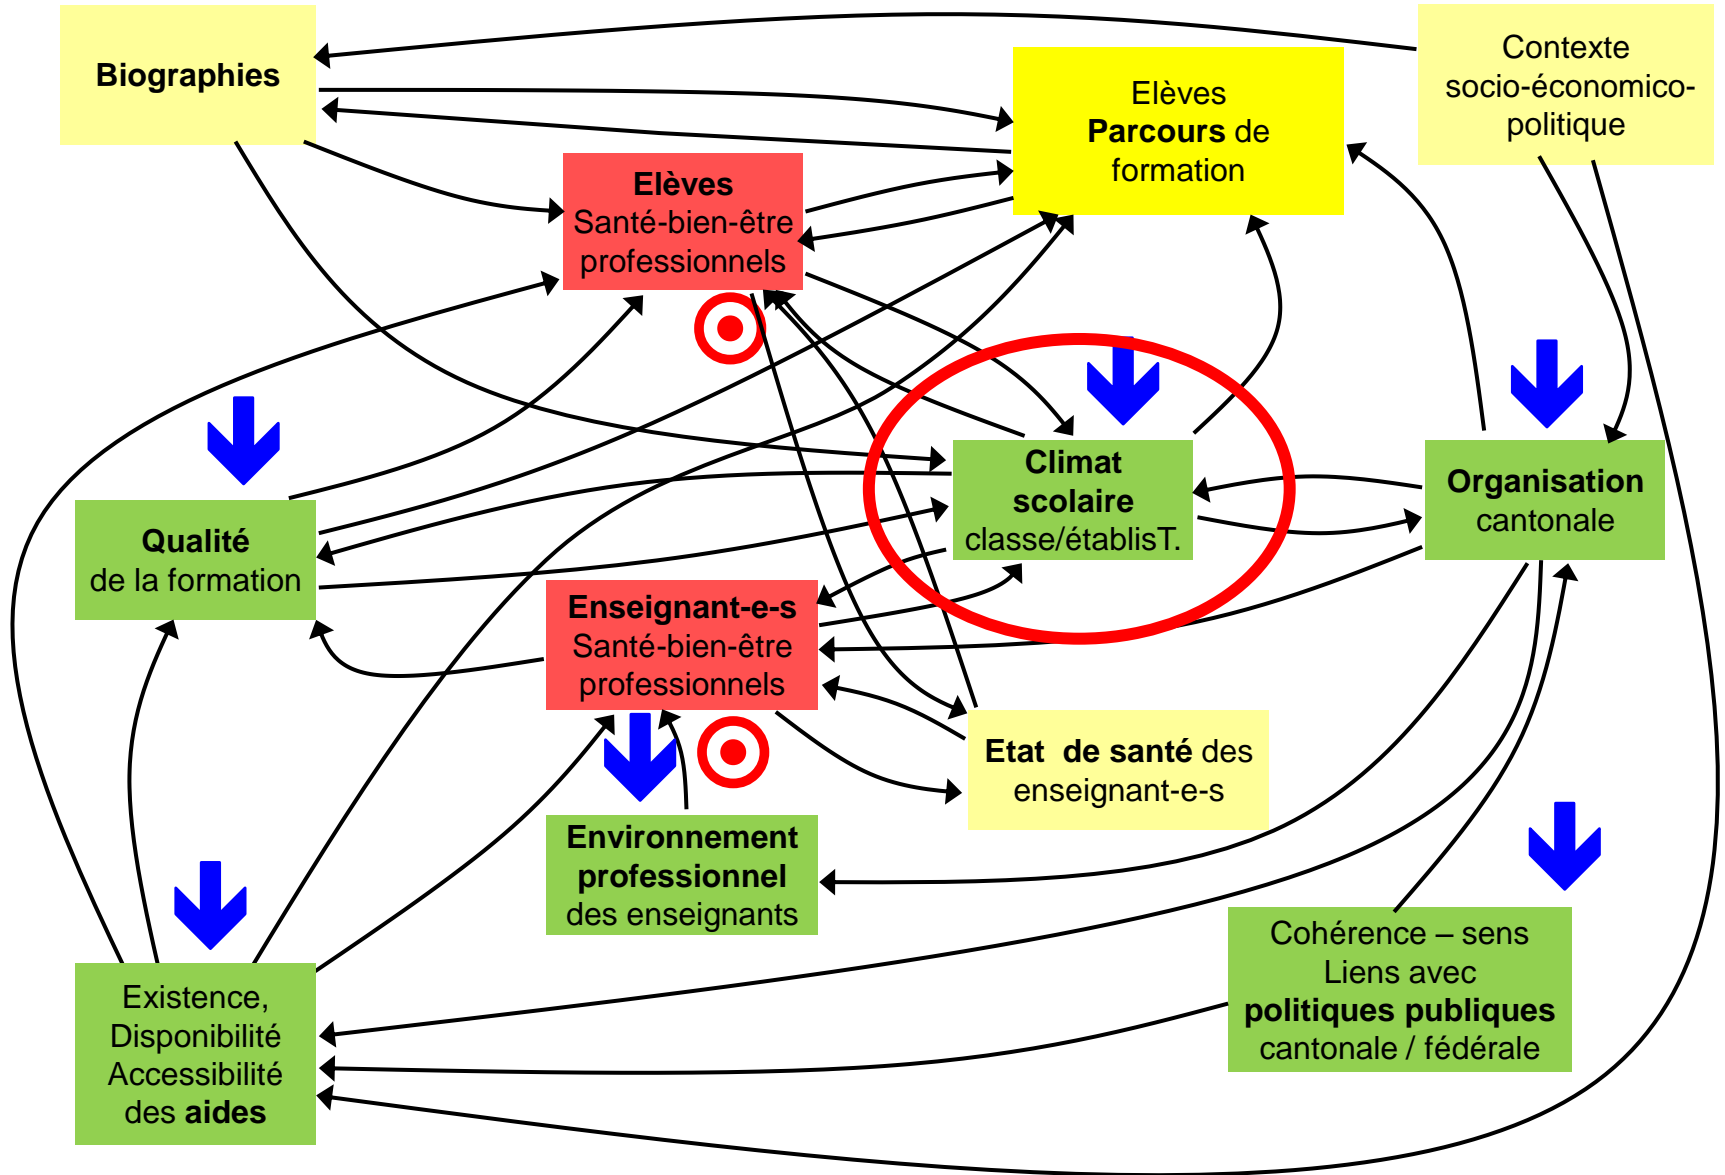 Biographies
Contexte
socio-économico-
politique
Elèves
Parcours de
formation
Elèves
Santé-bien-être
professionnels
Climat
scolaire
classe/établisT.
Organisation
cantonale
Qualité
de la formation
Enseignant-e-s
Santé-bien-être
professionnels
Etat de santé des
enseignant-e-s
Environnement
professionnel
des enseignants
Cohérence – sens
Liens avec
politiques publiques
cantonale / fédérale
Existence,
Disponibilité
Accessibilité
des aides